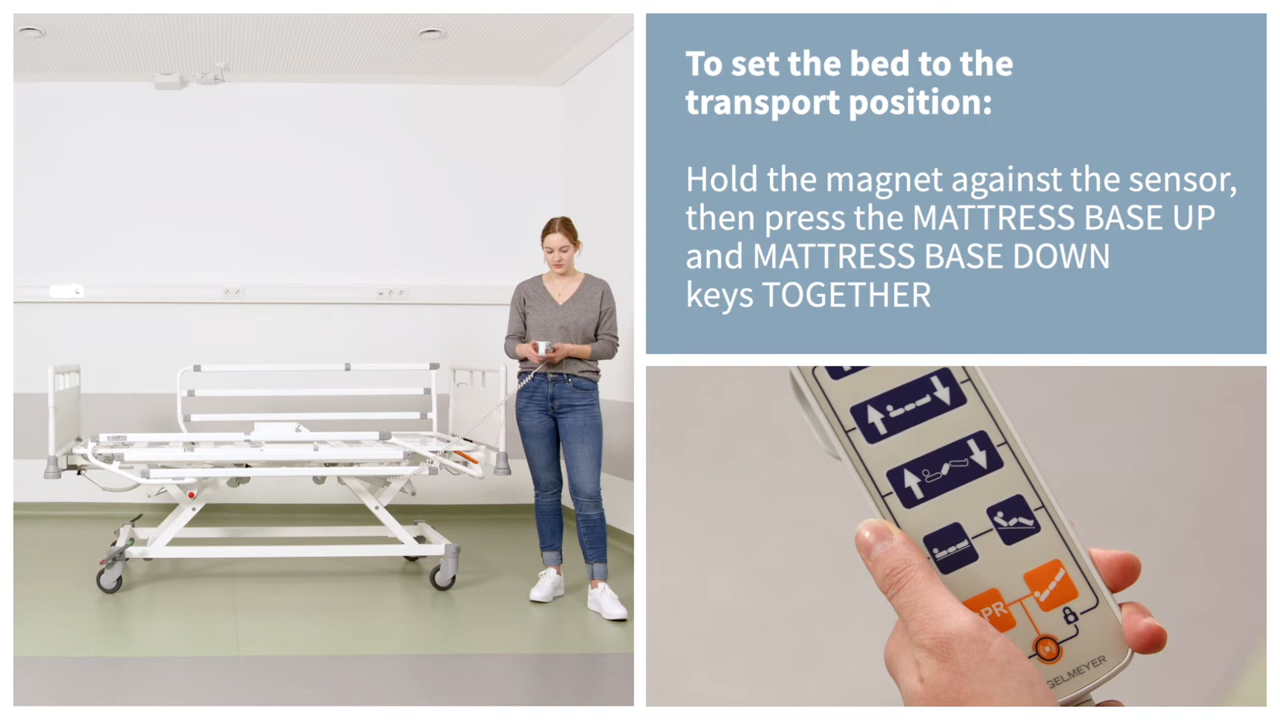 To set the bed to the
transport position:
Hold the magnet against the sensor,
then press the MATTRESS BASE UP
and MATTRESS BASE DOWN
keys TOGETHER
PR
GELMEYER